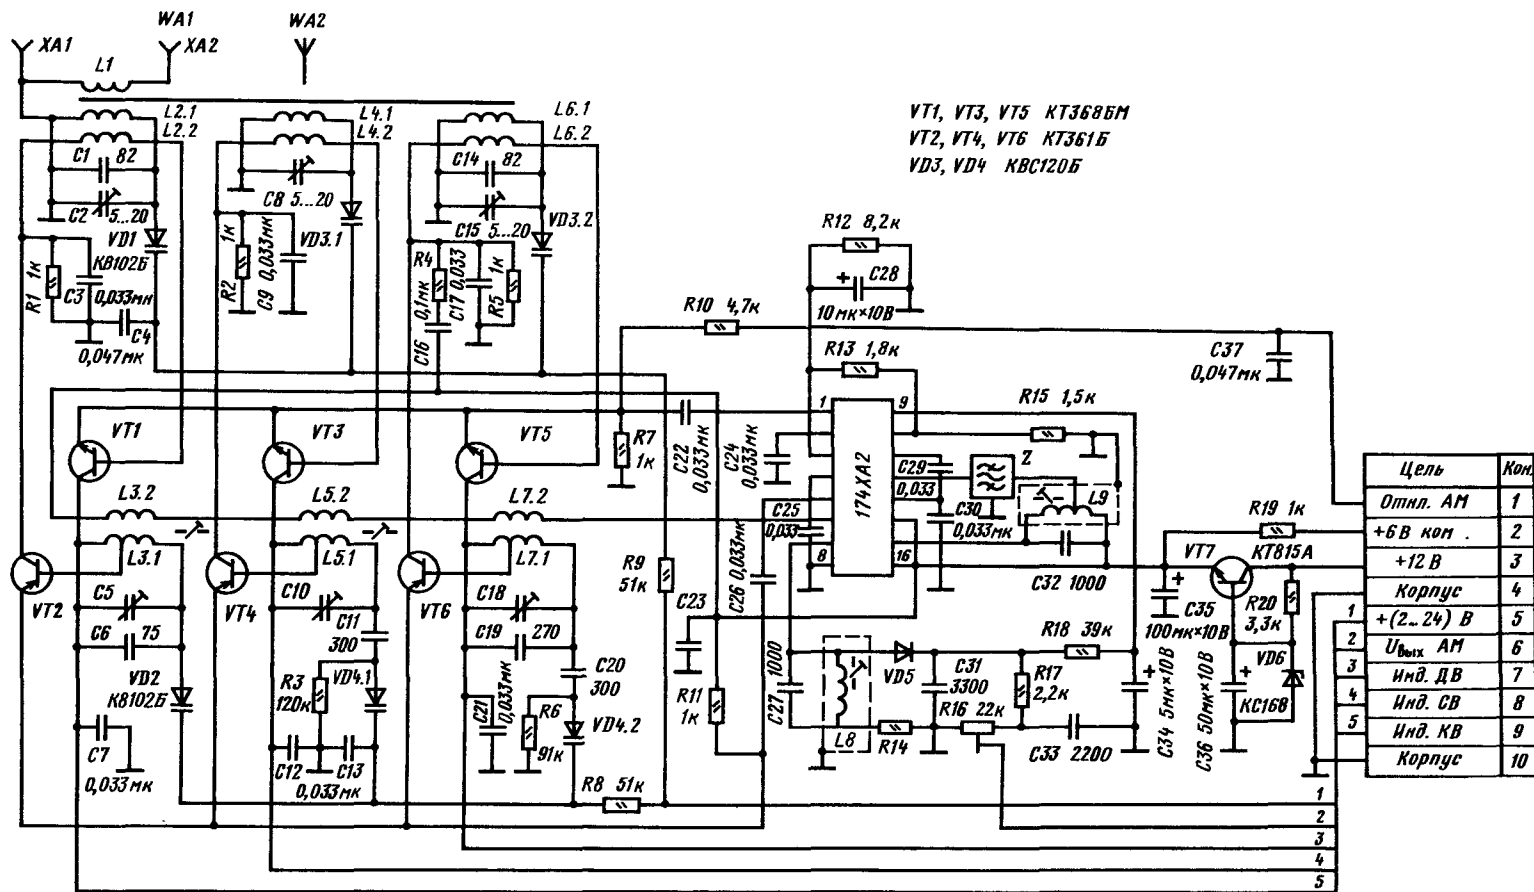 WA1
WA2
XA1
XA2
L1
L2.1
L2.2
L4.1
L4.2
L6.1
L6.2
VT1, VT3, VT5 КТ368БМ
VT2, VT4, VT6 КТ361Б
VD3, VD4 КВС120Б
C1 82
C2 5...20
VD1
КВ102Б
R1 1к
C3
0,033мк
C4
0,047мк
C8 5...20
VD3.1
R2 1к
C9 0,033мк
C14 82
C15 5...20
VD3.2
R4
0,1мк
C16
C17 0,033
R5 1к
R12 8,2к
C28
10мк×10В
R10 4,7к
R13 1,8к
C37
0,047мк
R15 1,5к
VT1
VT3
VT5
R7
1к
C22
0,033мк
C24
0,033мк
1
9
8
16
174ХА2
C29
0,033
Z
L9
C30
0,033мк
C25
0,033
C26 0,033мк
C32 1000
L3.2
L5.2
L7.2
L3.1
L5.1
L7.1
VT2
VT4
VT6
C5
C6 75
VD2
К8102Б
C7
0,033мк
C10
C11
300
R3
120к
VD4.1
C12
C13
0,033мк
C18
C19 270
C20
300
C21
0,033мк
R6
91к
VD4.2
R8 51к
R9
51к
C23
R11
1к
C27 1000
L8
VD5
R14
C31
3300
R16 22к
R17
2,2к
R18 39к
C33 2200
C34 5мк×10В
C35
100мк×10В
C36 50мк×10В
VT7
КТ815А
R19 1к
R20
3,3к
VD6
КС168
Цель Кон
Откл. АМ 1
+6В ком. 2
+12 В 3
Корпус 4
1 +(2...24) В 5
2 Uвых АМ 6
3 Инд. ДВ 7
4 Инд. СВ 8
5 Инд. КВ 9
Корпус 10
1
2
3
4
5